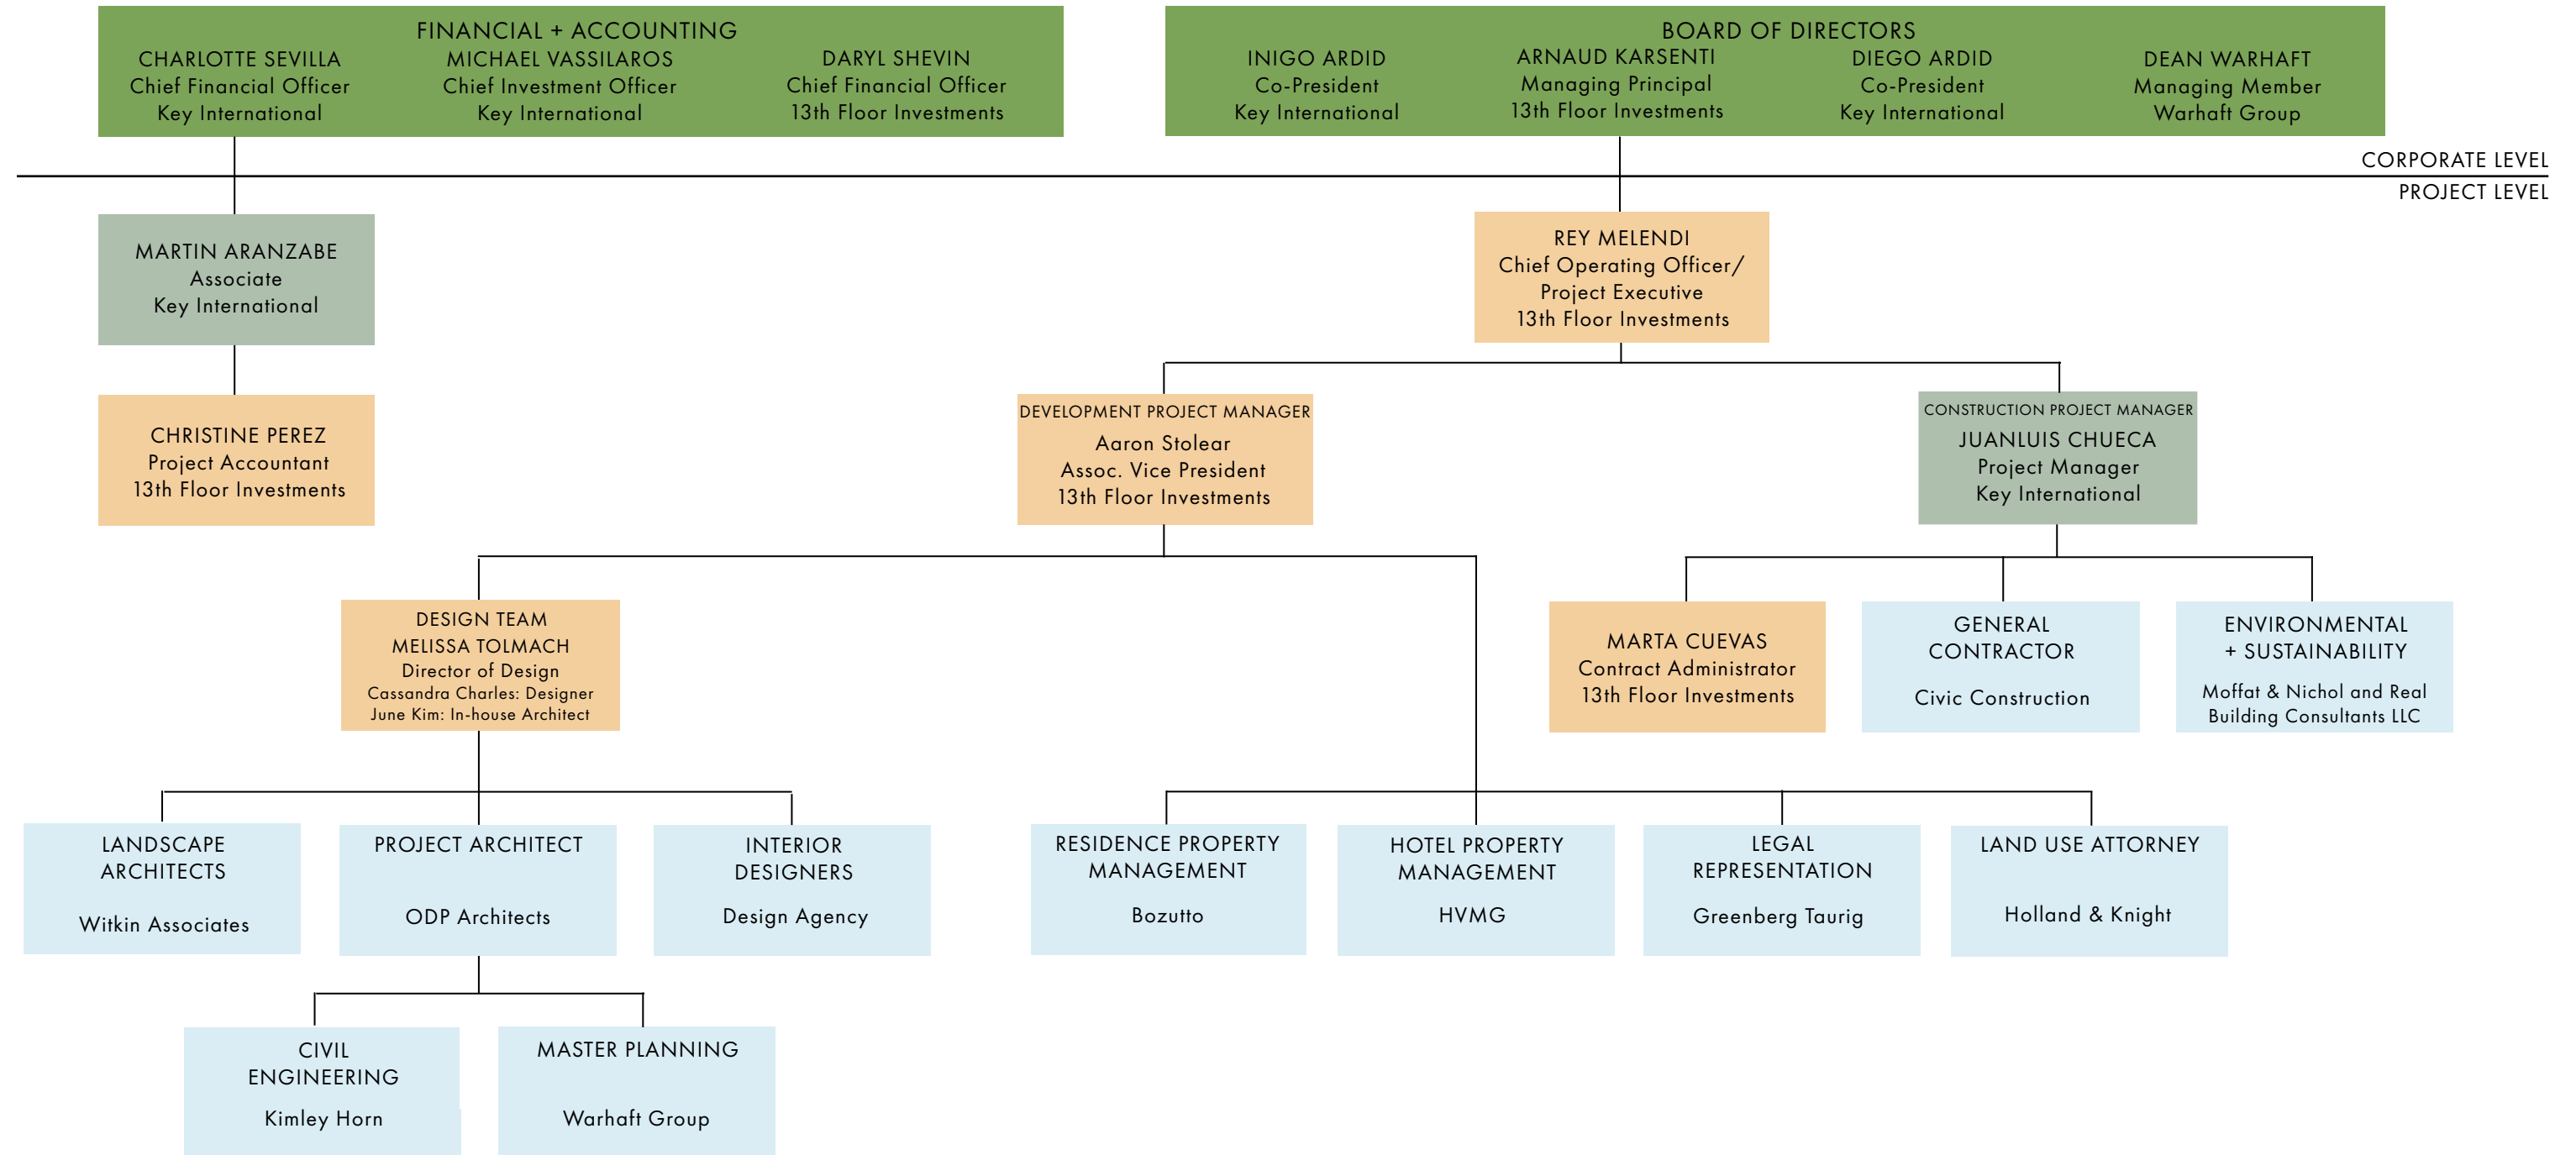 FINANCIAL + ACCOUNTING
CHARLOTTE SEVILLA
Chief Financial Officer
Key International
MICHAEL VASSILAROS
Chief Investment Officer
Key International
DARYL SHEVIN
Chief Financial Officer
13th Floor Investments
BOARD OF DIRECTORS
INIGO ARDID
Co-President
Key International
ARNAUD KARSENTI
Managing Principal
13th Floor Investments
DIEGO ARDID
Co-President
Key International
DEAN WARHAFT
Managing Member
Warhaft Group
CORPORATE LEVEL
PROJECT LEVEL
MARTIN ARANZABE
Associate
Key International
REY MELENDI
Chief Operating Officer/
Project Executive
13th Floor Investments
CHRISTINE PEREZ
Project Accountant
13th Floor Investments
DEVELOPMENT PROJECT MANAGER
Aaron Stolear
Assoc. Vice President
13th Floor Investments
CONSTRUCTION PROJECT MANAGER
JUANLUIS CHUECA
Project Manager
Key International
DESIGN TEAM
MELISSA TOLMACH
Director of Design
Cassandra Charles: Designer
June Kim: In-house Architect
MARTA CUEVAS
Contract Administrator
13th Floor Investments
GENERAL
CONTRACTOR
Civic Construction
ENVIRONMENTAL
+ SUSTAINABILITY
Moffat & Nichol and Real
Building Consultants LLC
LANDSCAPE
ARCHITECTS
Witkin Associates
PROJECT ARCHITECT
ODP Architects
INTERIOR
DESIGNERS
Design Agency
RESIDENCE PROPERTY
MANAGEMENT
Bozutto
HOTEL PROPERTY
MANAGEMENT
HVMG
LEGAL
REPRESENTATION
Greenberg Taurig
LAND USE ATTORNEY
Holland & Knight
CIVIL
ENGINEERING
Kimley Horn
MASTER PLANNING
Warhaft Group